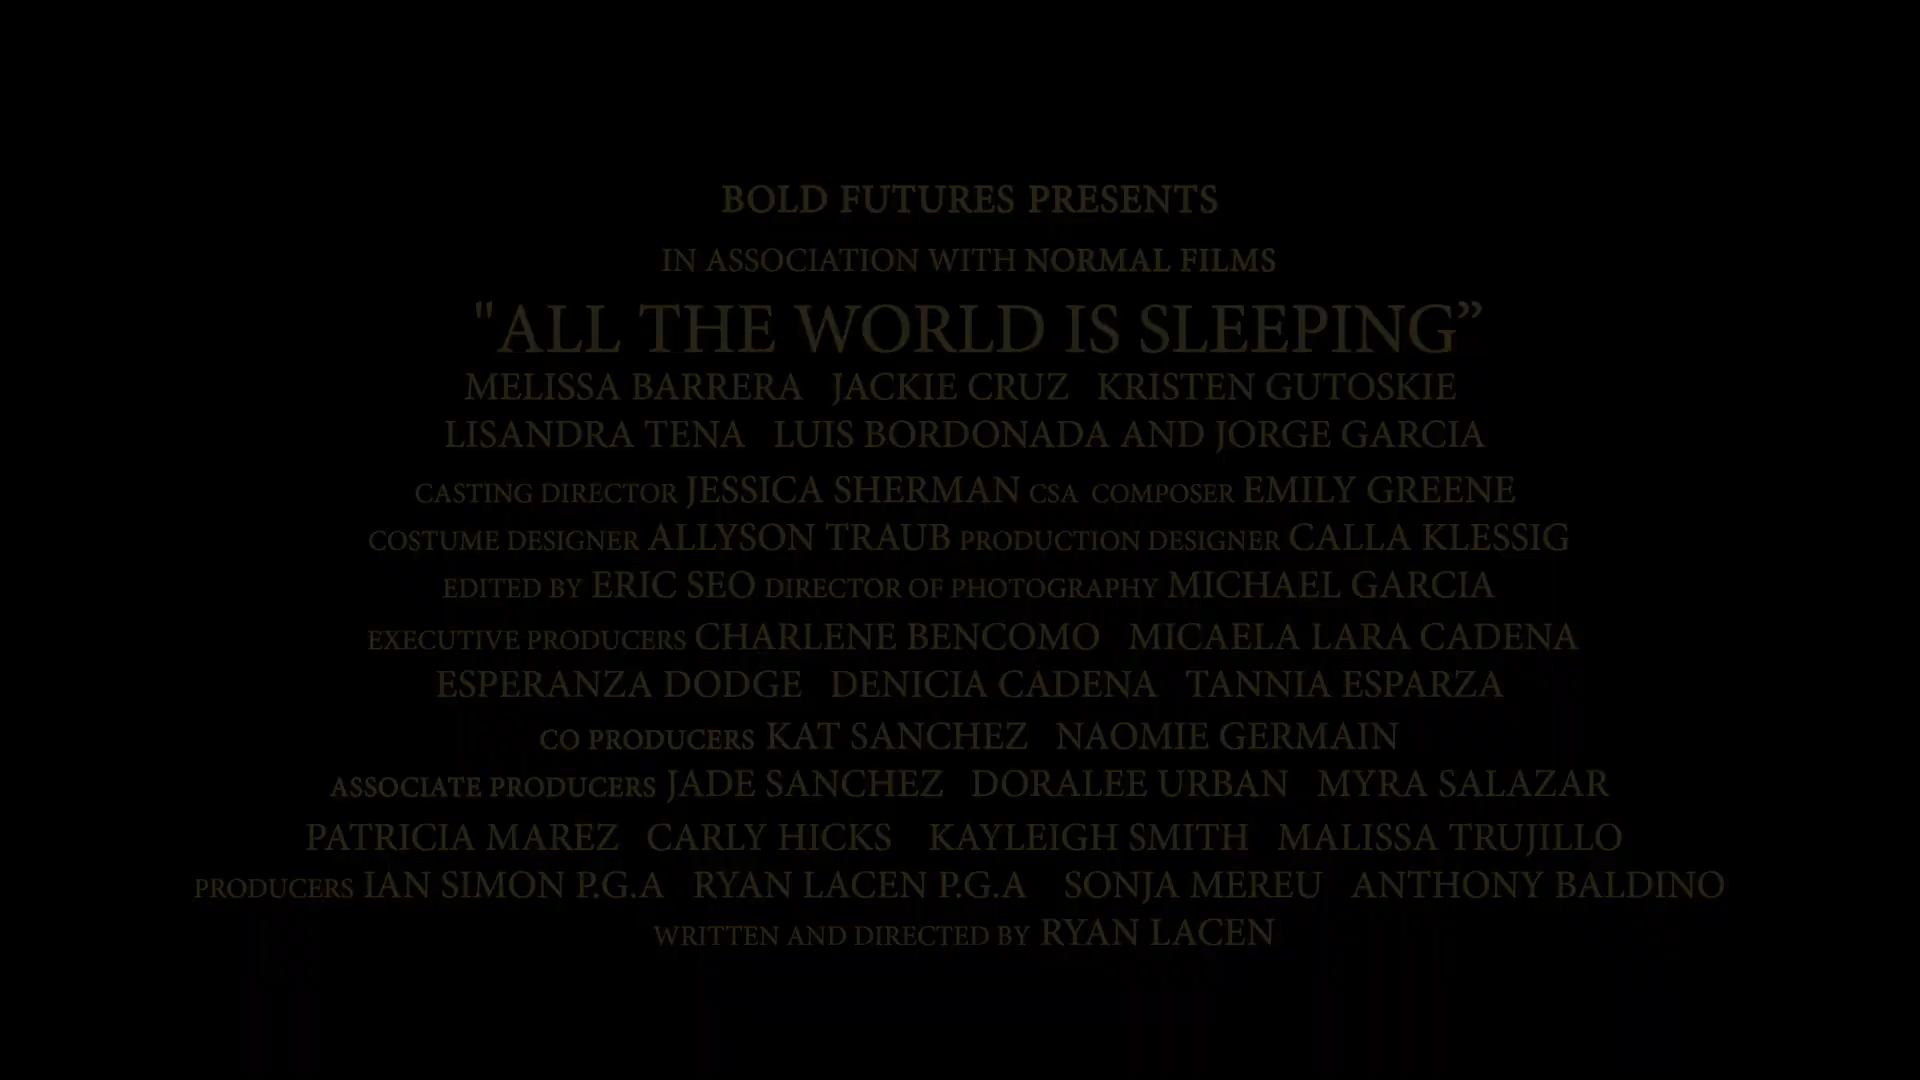 BOLD FUTURES PRESENTS
IN ASSOCIATION WITH NORMAL FILMS
"ALL THE WORLD IS SLEEPING”
MELISSA BARRERA JACKIE CRUZ KRISTEN GUTOSKIE
LISANDRA TENA LUIS BORDONADA AND JORGE GARCIA
CASTING DIRECTOR JESSICA SHERMAN CSA COMPOSER EMILY GREENE
COSTUME DESIGNER ALLYSON TRAUB PRODUCTION DESIGNER CALLA KLESSIG
EDITED BY ERIC SEO DIRECTOR OF PHOTOGRAPHY MICHAEL GARCIA
EXECUTIVE PRODUCERS CHARLENE BENCOMO MICAELA LARA CADENA
ESPERANZA DODGE DENICIA CADENA TANNIA ESPARZA
CO PRODUCERS KAT SANCHEZ NAOMIE GERMAIN
ASSOCIATE PRODUCERS JADE SANCHEZ DORALEE URBAN MYRA SALAZAR
PATRICIA MAREZ CARLY HICKS KAYLEIGH SMITH MALISSA TRUJILLO
PRODUCERS IAN SIMON P.G.A RYAN LACEN P.G.A SONJA MEREU ANTHONY BALDINO
WRITTEN AND DIRECTED BY RYAN LACEN